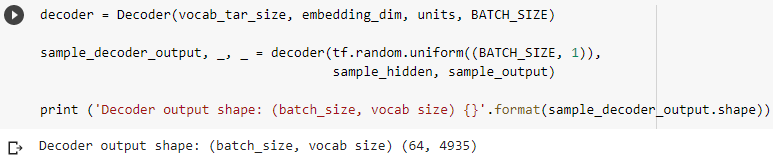 decoder = Decoder(vocab_tar_size, embedding_dim, units, BATCH_SIZE)
sample_decoder_output, _, _ = decoder(tf.random.uniform((BATCH_SIZE, 1)),
sample_hidden, sample_output)
print ('Decoder output shape: (batch_size, vocab size) {}'.format(sample_decoder_output.shape))
Decoder output shape: (batch_size, vocab size) (64, 4935)